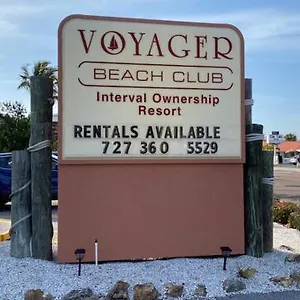 VOYAGER
BEACH CLUB
Interval Ownership
Resort
RENTALS AVAILABLE
727 360 5529